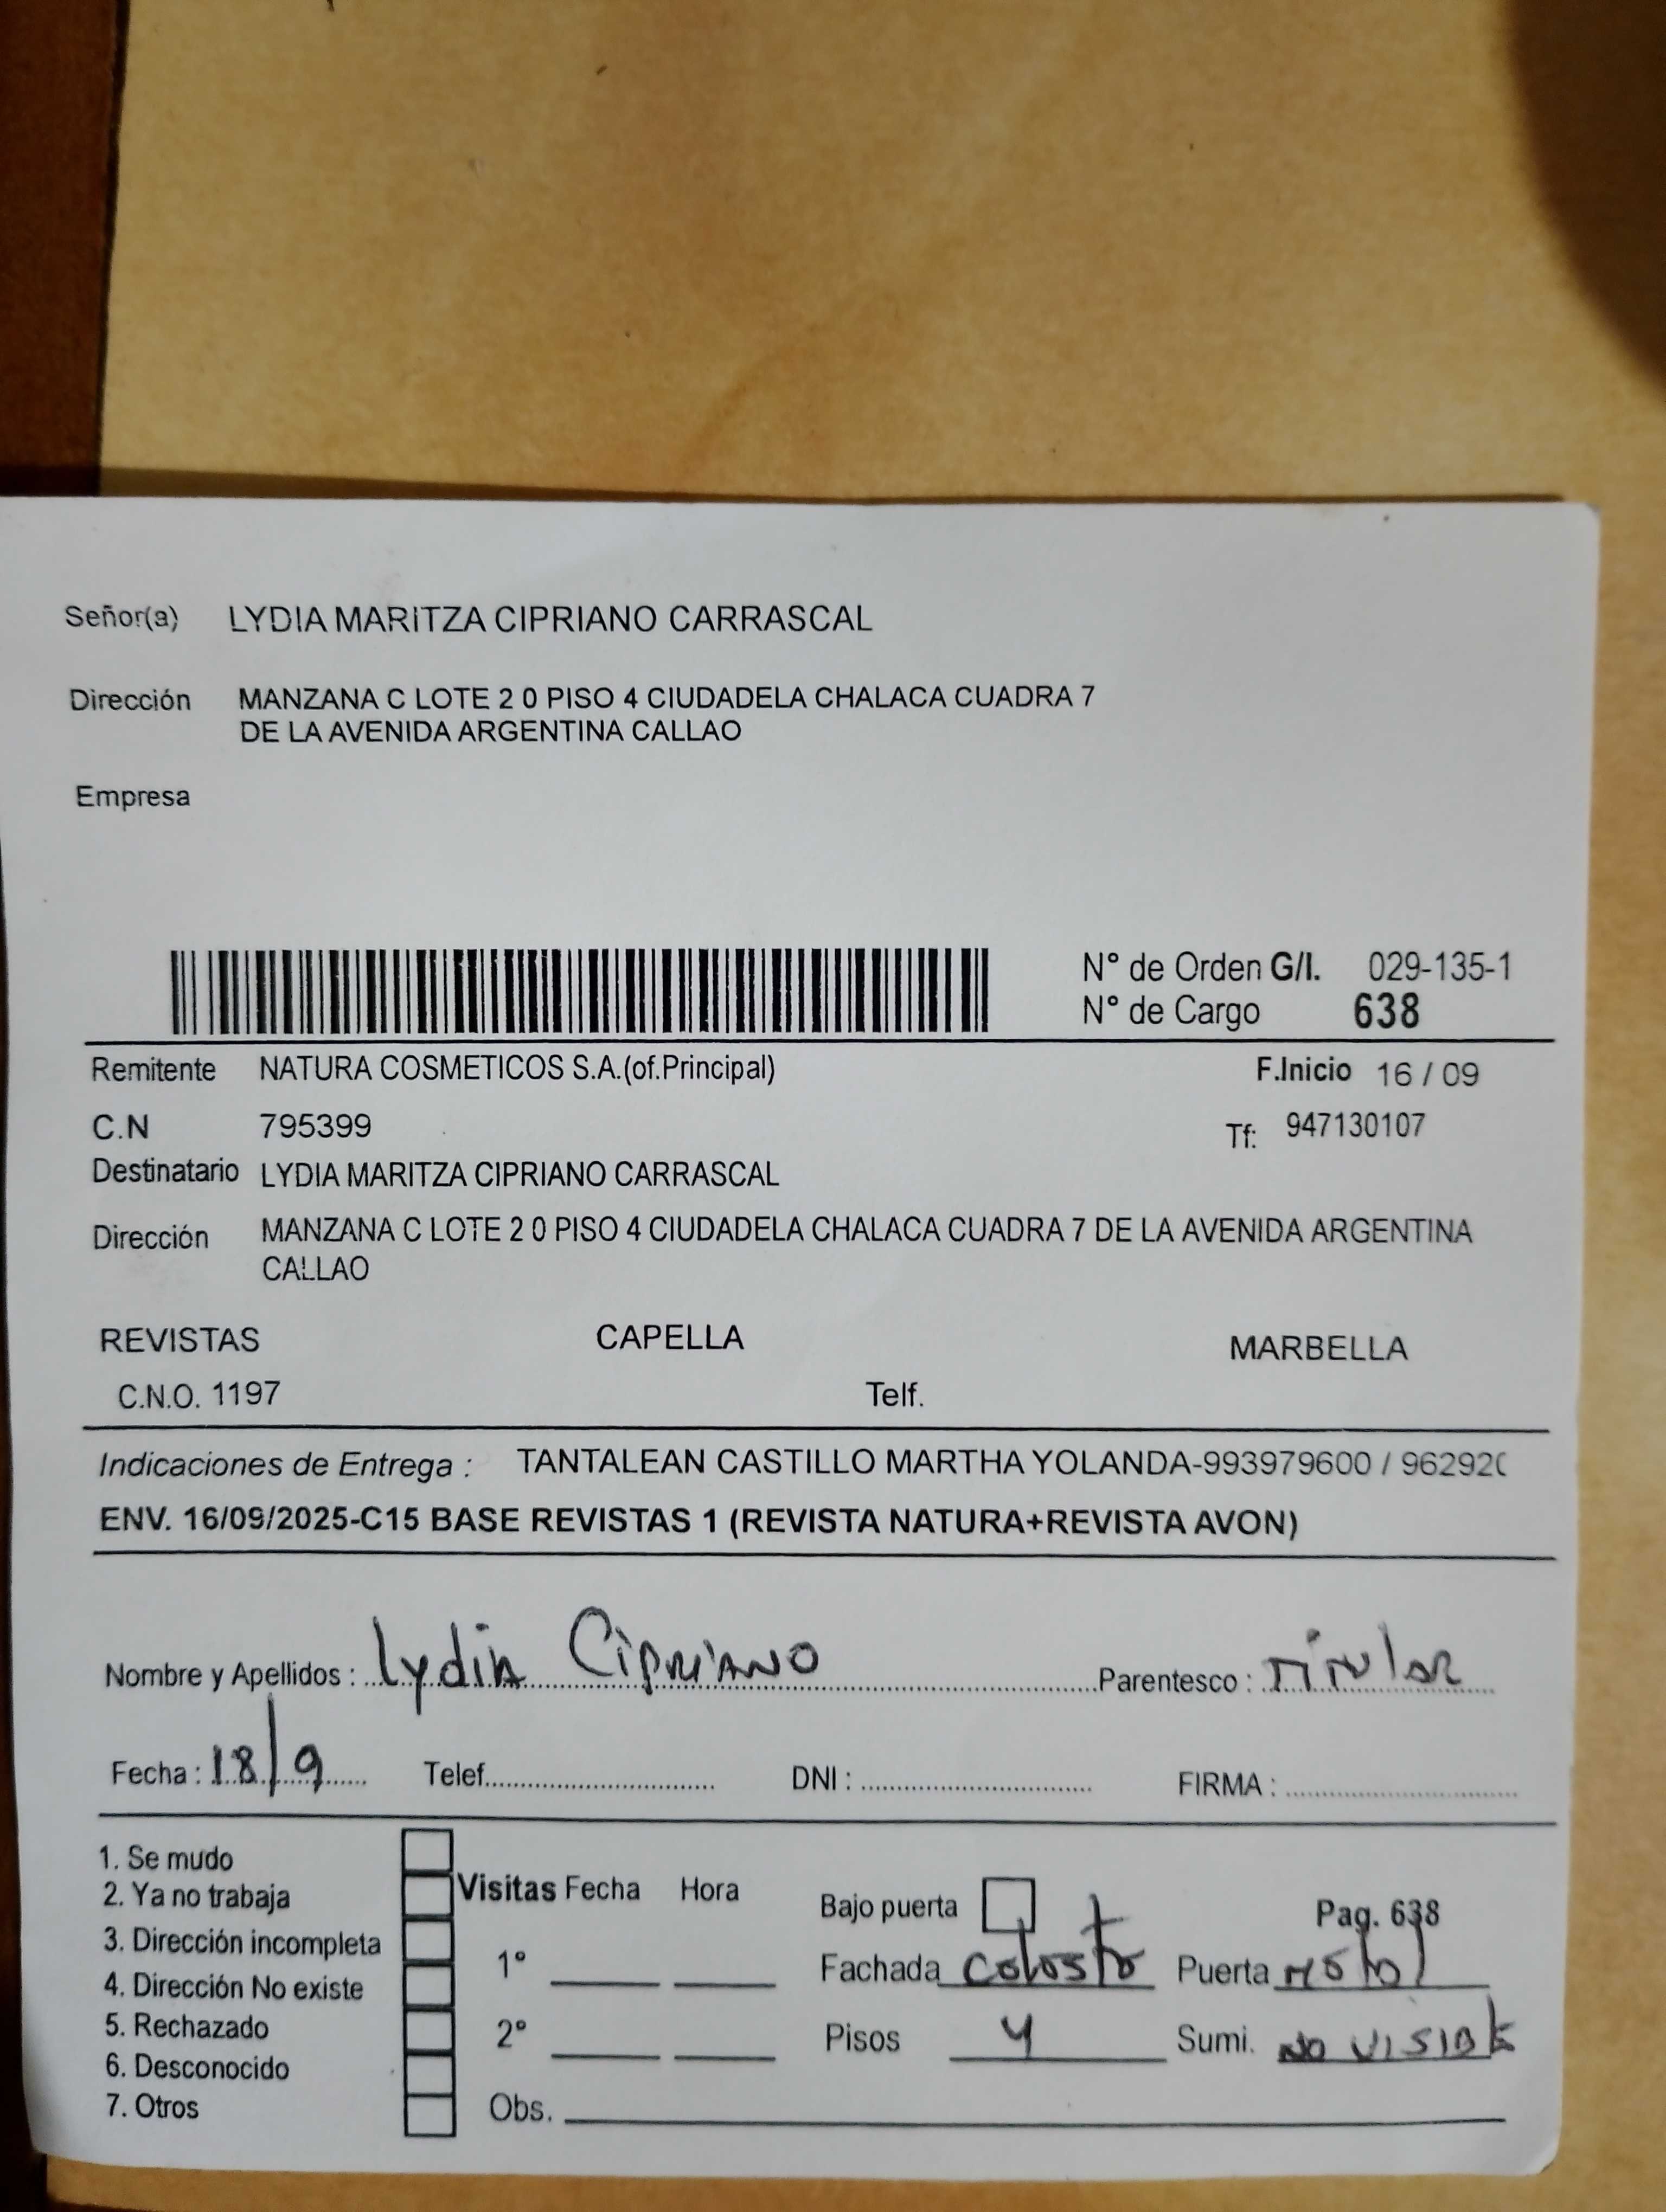 Señor(a) LYDIA MARITZA CIPRIANO CARRASCAL
Dirección MANZANA C LOTE 2 0 PISO 4 CIUDADELA CHALACA CUADRA 7
DE LA AVENIDA ARGENTINA CALLAO
Empresa
N° de Orden G/I. 029-135-1
N° de Cargo 638
Remitente NATURA COSMETICOS S.A.(of.Principal) F.Inicio 16 / 09
C.N 795399 Tf: 947130107
Destinatario LYDIA MARITZA CIPRIANO CARRASCAL
Dirección MANZANA C LOTE 2 0 PISO 4 CIUDADELA CHALACA CUADRA 7 DE LA AVENIDA ARGENTINA
CALLAO
REVISTAS CAPELLA MARBELLA
C.N.O. 1197 Telf.
Indicaciones de Entrega : TANTALEAN CASTILLO MARTHA YOLANDA-993979600 / 96292
ENV. 16/09/2025-C15 BASE REVISTAS 1 (REVISTA NATURA+REVISTA AVON)
Nombre y Apellidos : Lydia Cipriano Parentesco : Titular
Fecha : 18/9 Telef. DNI : FIRMA :
1. Se mudo
2. Ya no trabaja
3. Dirección incompleta
4. Dirección No existe
5. Rechazado
6. Desconocido
7. Otros
Visitas Fecha Hora
1°
2°
Obs.
Bajo puerta Pag. 638
Fachada Puerta
Pisos 4 Sumi. NO VISIBLE